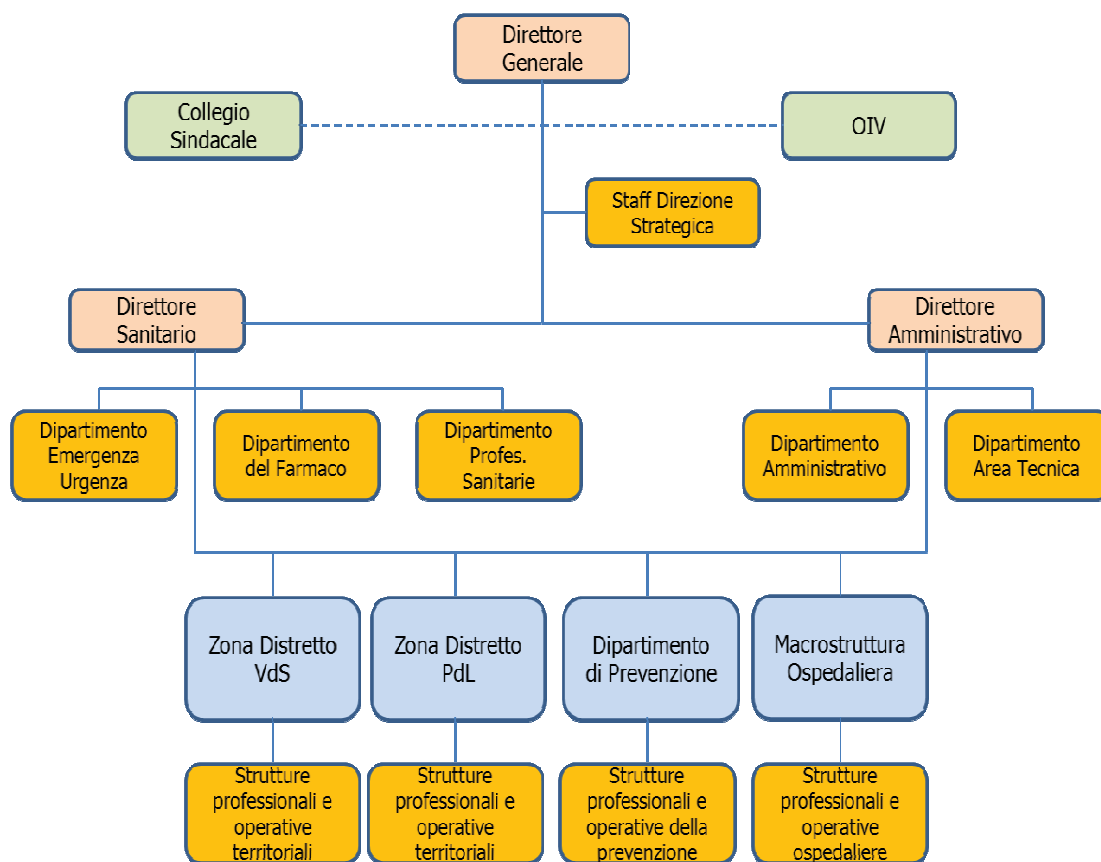 Direttore
Generale
Collegio
Sindacale
OIV
Staff Direzione
Strategica
Direttore
Sanitario
Direttore
Amministrativo
Dipartimento
Emergenza
Urgenza
Dipartimento
del Farmaco
Dipartimento
Profes.
Sanitarie
Dipartimento
Amministrativo
Dipartimento
Area Tecnica
Zona Distretto
VdS
Zona Distretto
PdL
Dipartimento
di Prevenzione
Macrostruttura
Ospedaliera
Strutture
professionali e
operative
territoriali
Strutture
professionali e
operative
territoriali
Strutture
professionali e
operative della
prevenzione
Strutture
professionali e
operative
ospedaliere